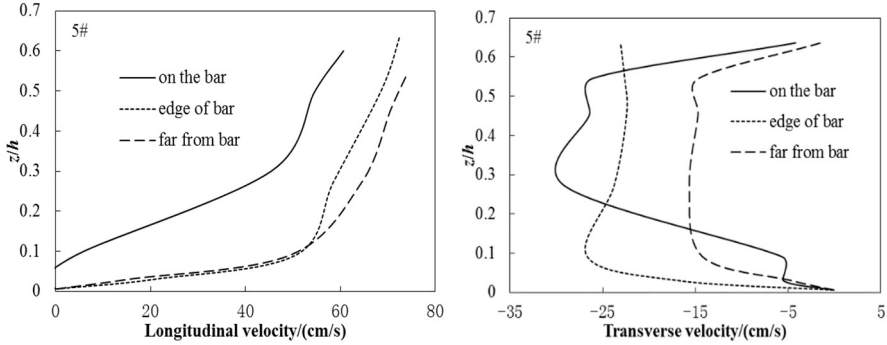 0.7
0.6
0.5
0.4
0.3
0.2
0.1
0
z/h
5#
on the bar
edge of bar
far from bar
0 20 40 60 80
Longitudinal velocity/(cm/s)
0.7
0.6
0.5
0.4
0.3
0.2
0.1
0
z/h
5#
on the bar
edge of bar
far from bar
-35 -25 -15 -5 5
Transverse velocity/(cm/s)